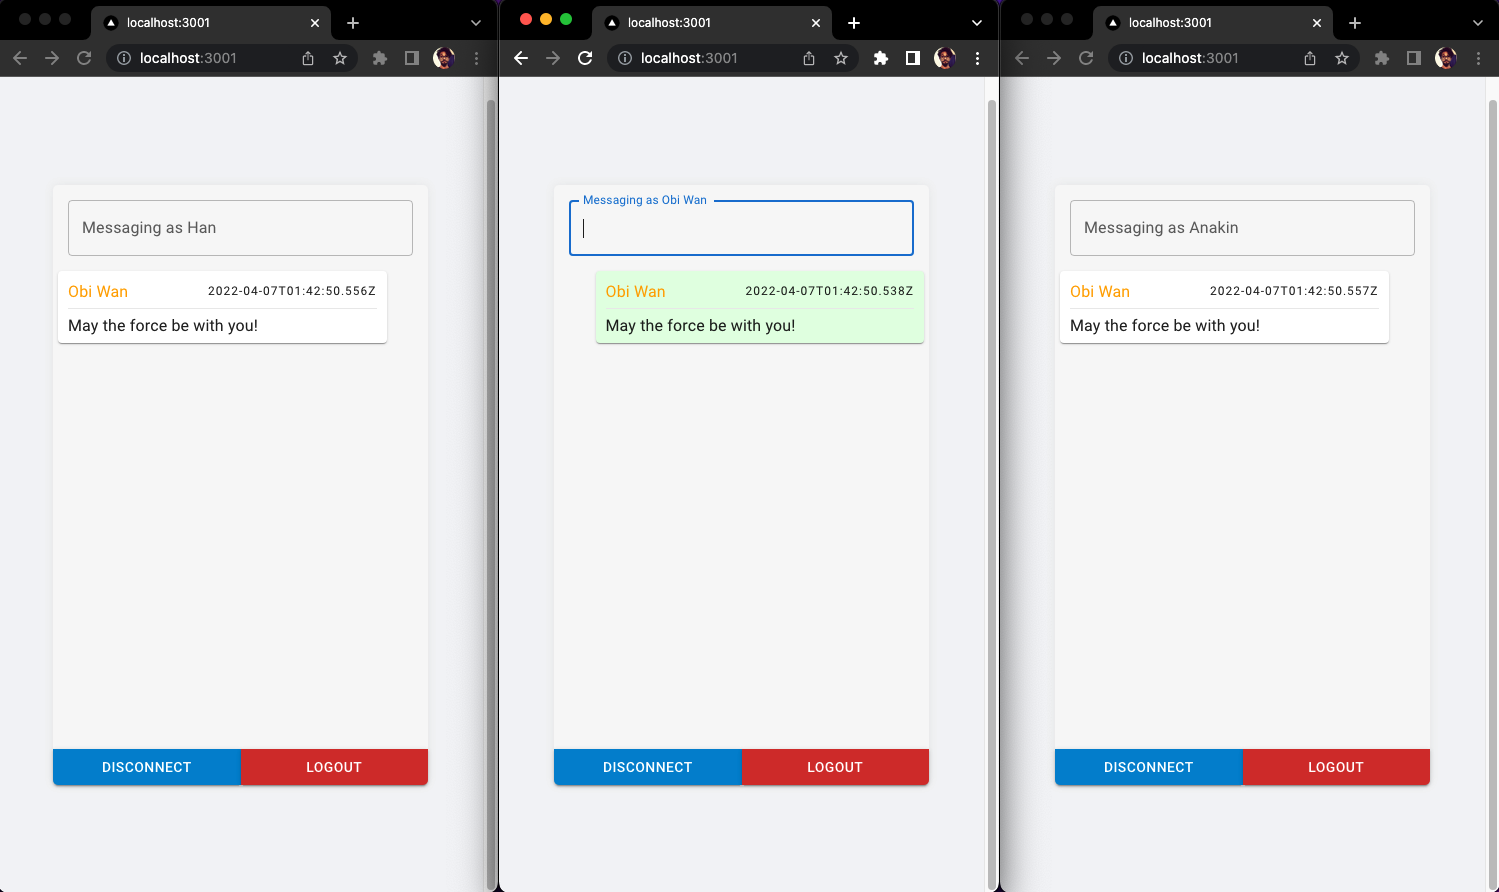 localhost:3001
localhost:3001
Messaging as Han
Obi Wan 2022-04-07T01:42:50.556Z
May the force be with you!
DISCONNECT LOGOUT
localhost:3001
localhost:3001
Messaging as Obi Wan
Obi Wan 2022-04-07T01:42:50.538Z
May the force be with you!
DISCONNECT LOGOUT
localhost:3001
localhost:3001
Messaging as Anakin
Obi Wan 2022-04-07T01:42:50.557Z
May the force be with you!
DISCONNECT LOGOUT